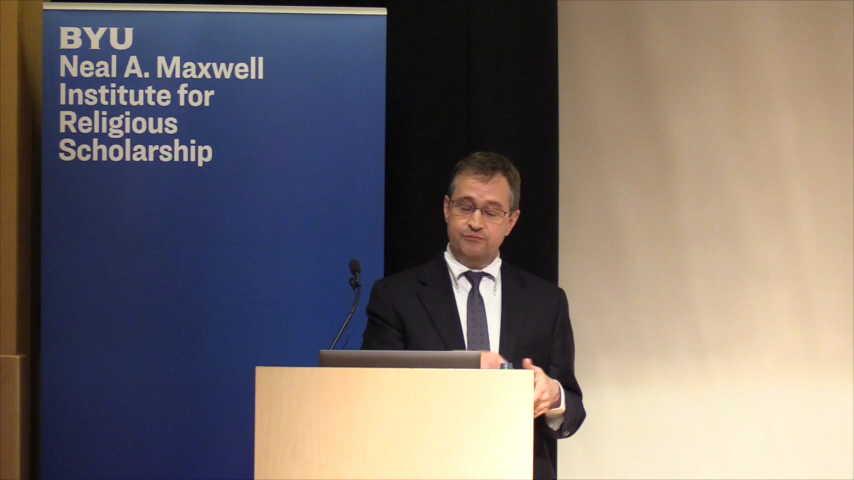 BYU
Neal A. Maxwell
Institute for
Religious
Scholarship